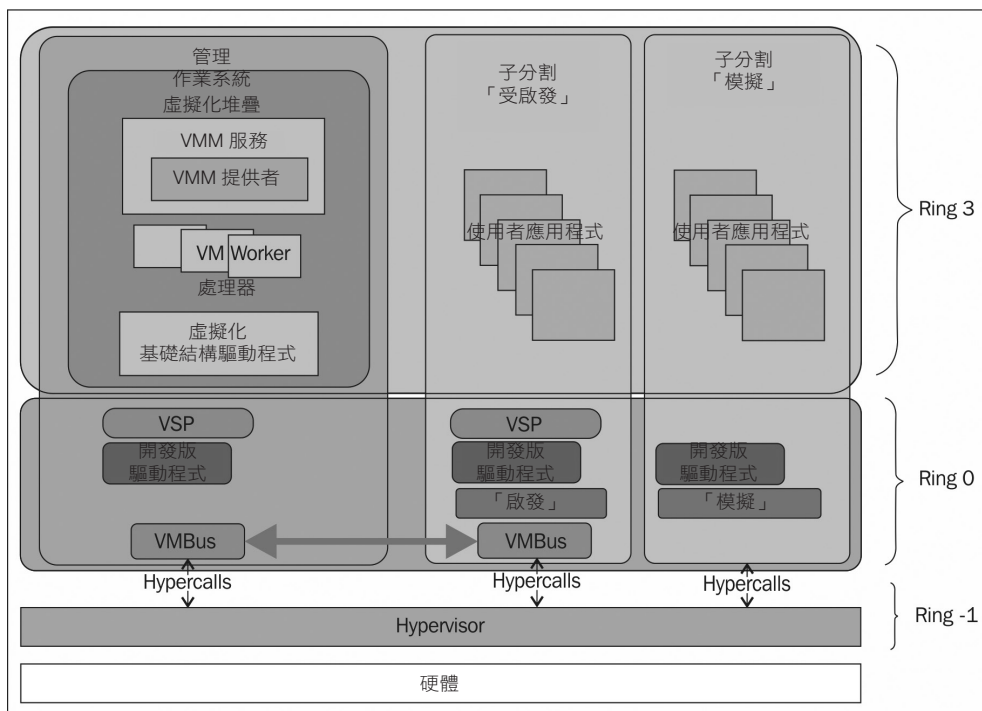 管理
作業系統
虛擬化堆疊
VMM 服務
VMM 提供者
VM Worker
處理器
虛擬化
基礎結構驅動程式
子分割
「受啟發」
使用者應用程式
子分割
「模擬」
使用者應用程式
Ring 3
VSP
開發版
驅動程式
VMBus
VSP
開發版
驅動程式
「啟發」
VMBus
開發版
驅動程式
「模擬」
Ring 0
Hypercalls
Hypercalls
Hypercalls
Hypervisor
Ring -1
硬體